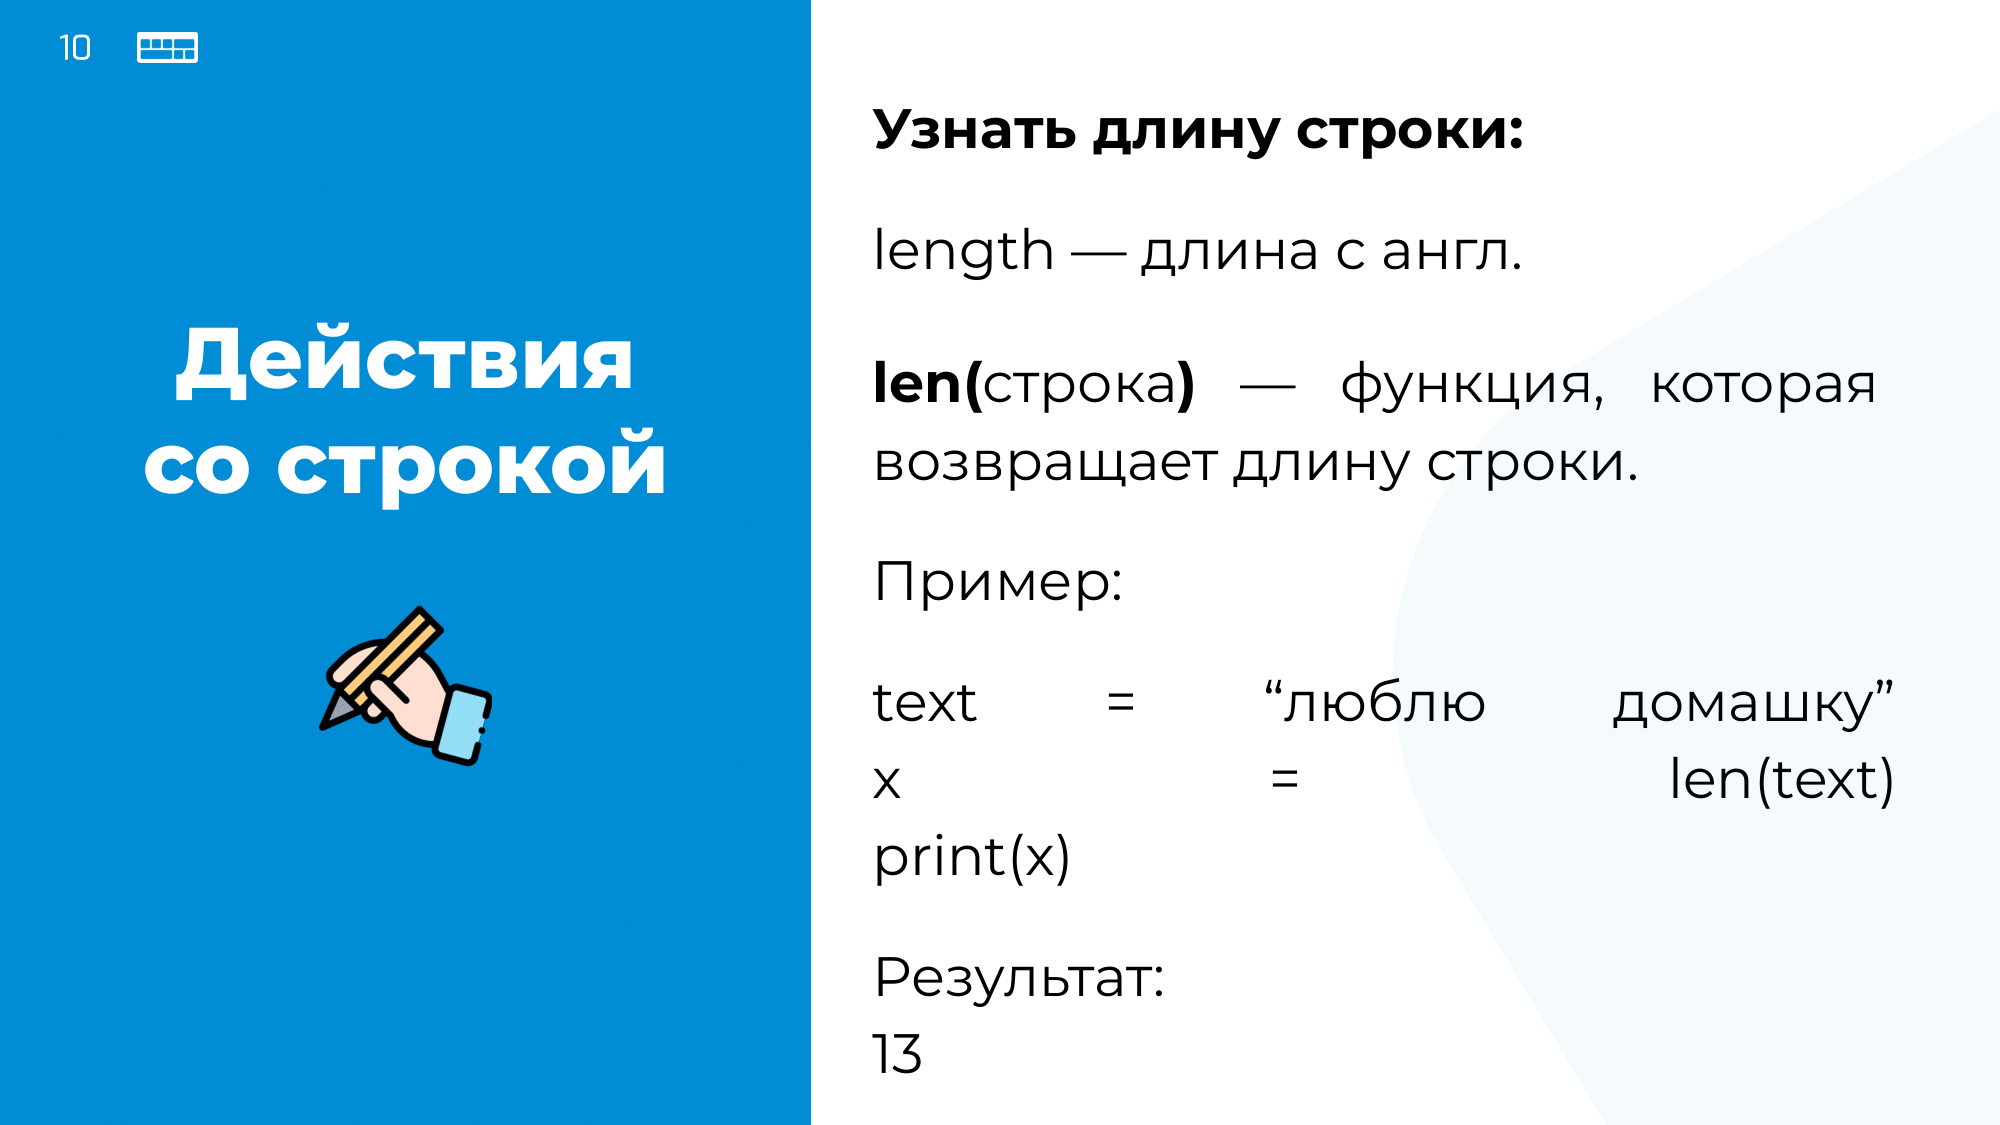 10
Действия
со строкой
Узнать длину строки:
length — длина с англ.
len(строка) — функция, которая
возвращает длину строки.
Пример:
text = “люблю домашку”
x = len(text)
print(x)
Результат:
13